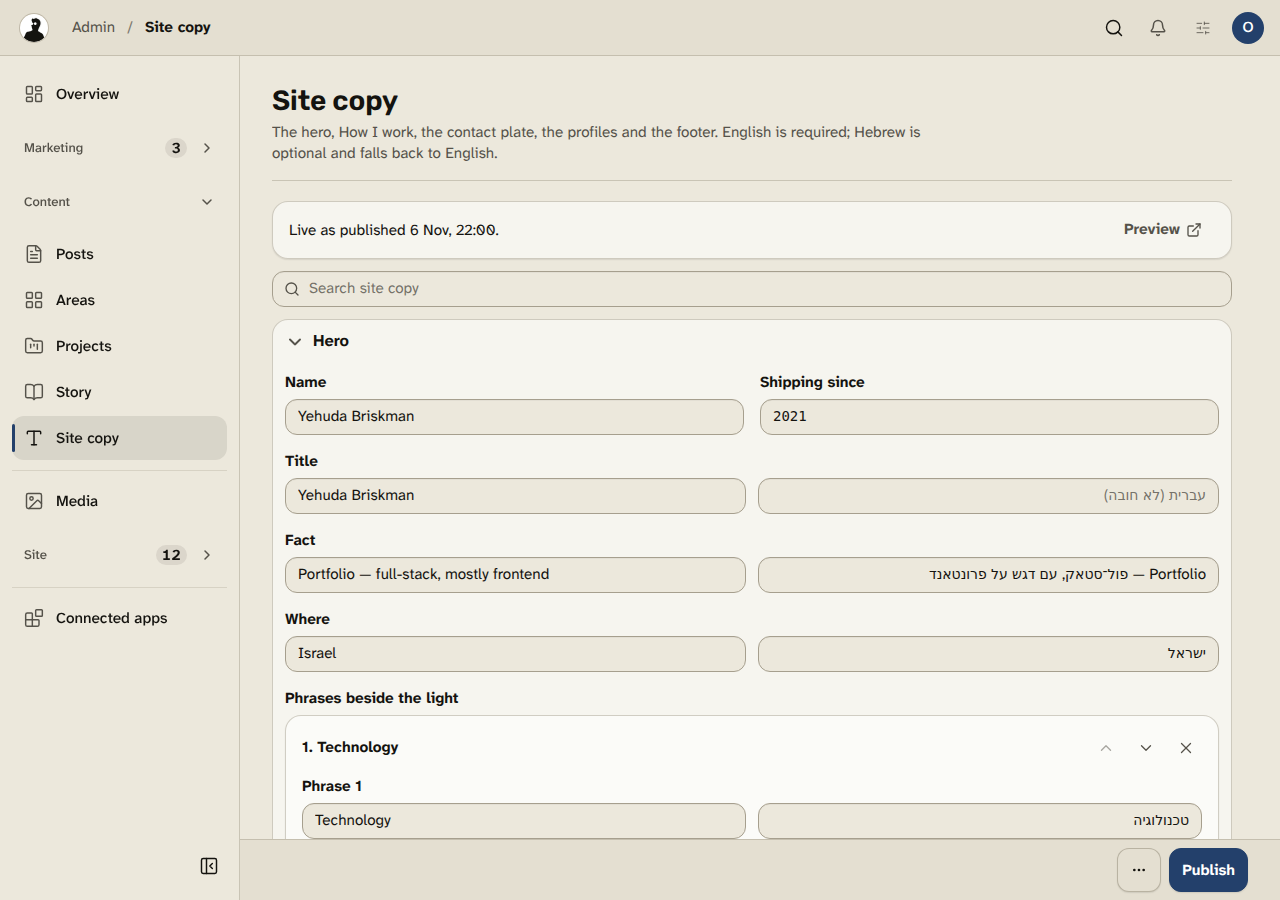 Admin / Site copy
O
Overview
Marketing 3
Content
Posts
Areas
Projects
Story
Site copy
Media
Site 12
Connected apps
Site copy
The hero, How I work, the contact plate, the profiles and the footer. English is required; Hebrew is
optional and falls back to English.
Live as published 6 Nov, 22:00.
Preview
Search site copy
Hero
Name
Shipping since
Yehuda Briskman
2021
Title
Yehuda Briskman
עברית (לא חובה)
Fact
Portfolio — full-stack, mostly frontend
Portfolio — פול־סטאק, עם דגש על פרונטאנד
Where
Israel
ישראל
Phrases beside the light
1. Technology
Phrase 1
Technology
טכנולוגיה
Publish